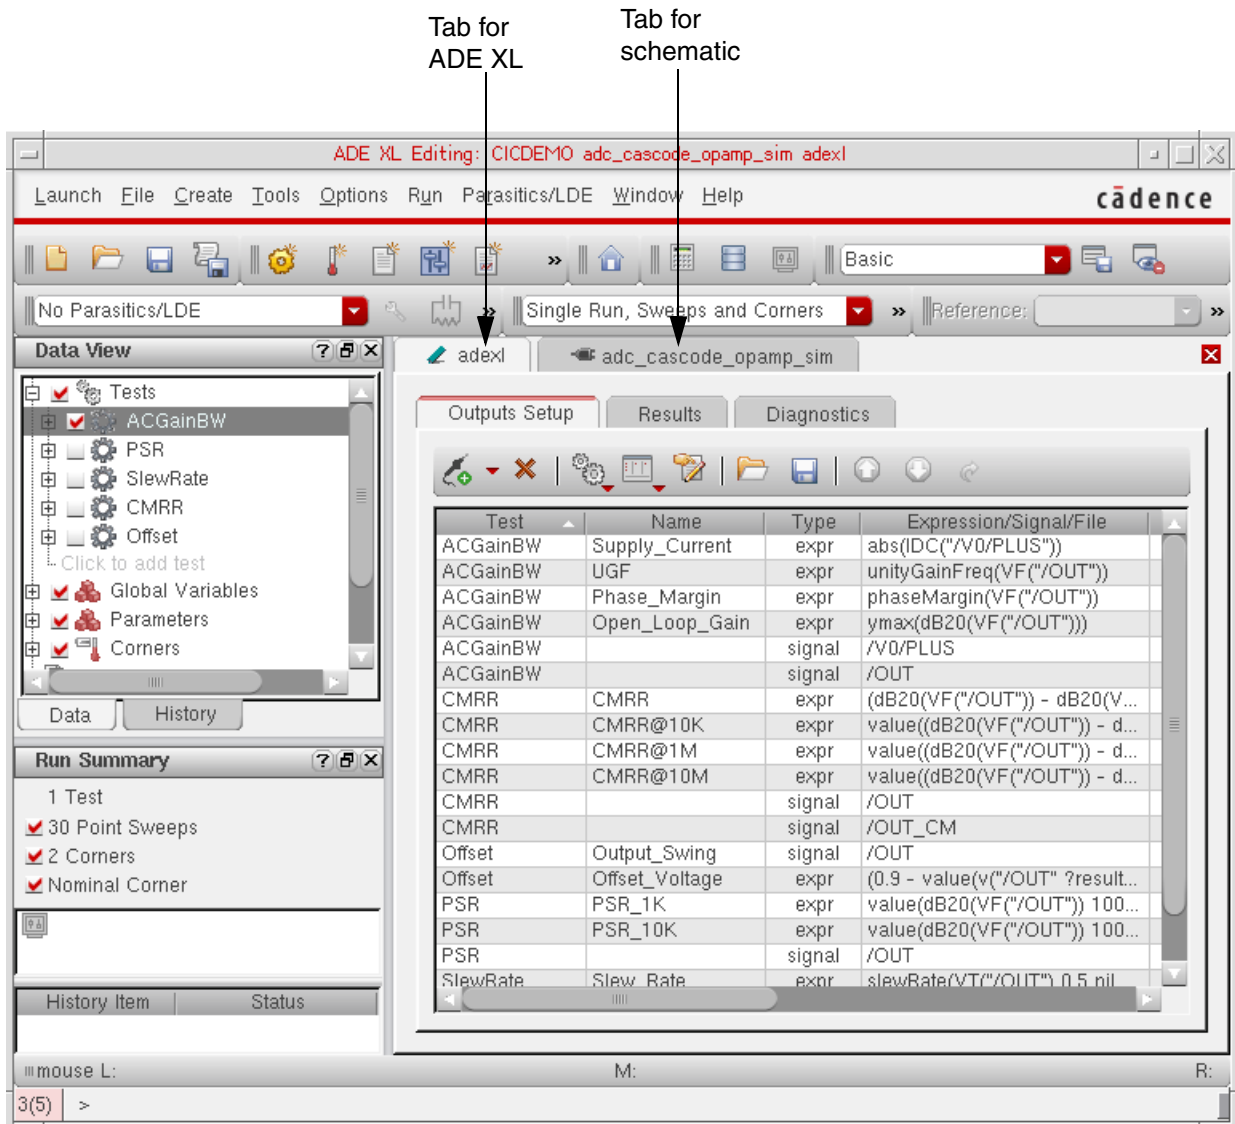 Tab for
ADE XL
Tab for
schematic
ADE XL Editing: CICDEMO adc_cascode_opamp_sim adexl
Launch File Create Tools Options Run Parasitics/LDE Window Help
cādence
» Basic
No Parasitics/LDE » Single Run, Sweeps and Corners » Reference: »
Data View
adexl adc_cascode_opamp_sim
Tests
ACGainBW
PSR
SlewRate
CMRR
Offset
Click to add test
Global Variables
Parameters
Corners
Data History
Run Summary
1 Test
30 Point Sweeps
2 Corners
Nominal Corner
History Item Status
Outputs Setup Results Diagnostics
Test Name Type Expression/Signal/File
ACGainBW Supply_Current expr abs(IDC("/V0/PLUS"))
ACGainBW UGF expr unityGainFreq(VF("/OUT"))
ACGainBW Phase_Margin expr phaseMargin(VF("/OUT"))
ACGainBW Open_Loop_Gain expr ymax(dB20(VF("/OUT")))
ACGainBW signal /V0/PLUS
ACGainBW signal /OUT
CMRR CMRR expr (dB20(VF("/OUT")) - dB20(V...
CMRR CMRR@10K expr value((dB20(VF("/OUT")) - d...
CMRR CMRR@1M expr value((dB20(VF("/OUT")) - d...
CMRR CMRR@10M expr value((dB20(VF("/OUT")) - d...
CMRR signal /OUT
CMRR signal /OUT_CM
Offset Output_Swing signal /OUT
Offset Offset_Voltage expr (0.9 - value(v("/OUT" ?result...
PSR PSR_1K expr value(dB20(VF("/OUT")) 100...
PSR PSR_10K expr value(dB20(VF("/OUT")) 100...
PSR signal /OUT
SlewRate Slew_Rate expr slewRate(VT("/OUT") 0.5 nil
mouse L: M: R:
3(5) >